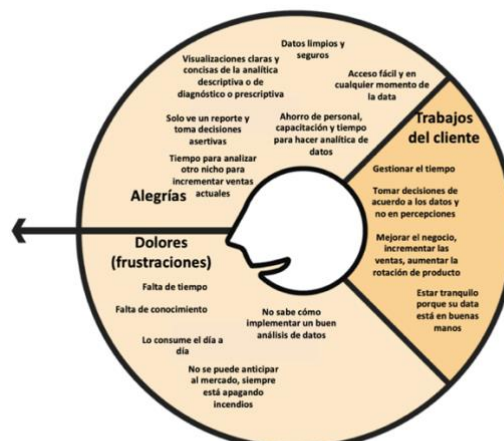 Datos limpios y
seguros
Visualizaciones claras y
concisas de la analítica
descriptiva o de
diagnóstico o prescriptiva
Acceso fácil y en
cualquier momento de
la data
Solo ve un reporte y
toma decisiones
asertivas
Ahorro de personal,
capacitación y tiempo
para hacer analítica de
datos
Tiempo para analizar
otro nicho para
incrementar ventas
actuales
Alegrías
Trabajos
del cliente
Gestionar el tiempo
Tomar decisiones de
acuerdo a los datos y
no en percepciones
Mejorar el negocio,
incrementar las
ventas, aumentar la
rotación de producto
Estar tranquilo
porque su data
está en buenas
manos
Dolores
(frustraciones)
Falta de tiempo
Falta de conocimiento
Lo consume el día a
día
No se puede anticipar
al mercado, siempre
está apagando
incendios
No sabe cómo
implementar un buen
análisis de datos